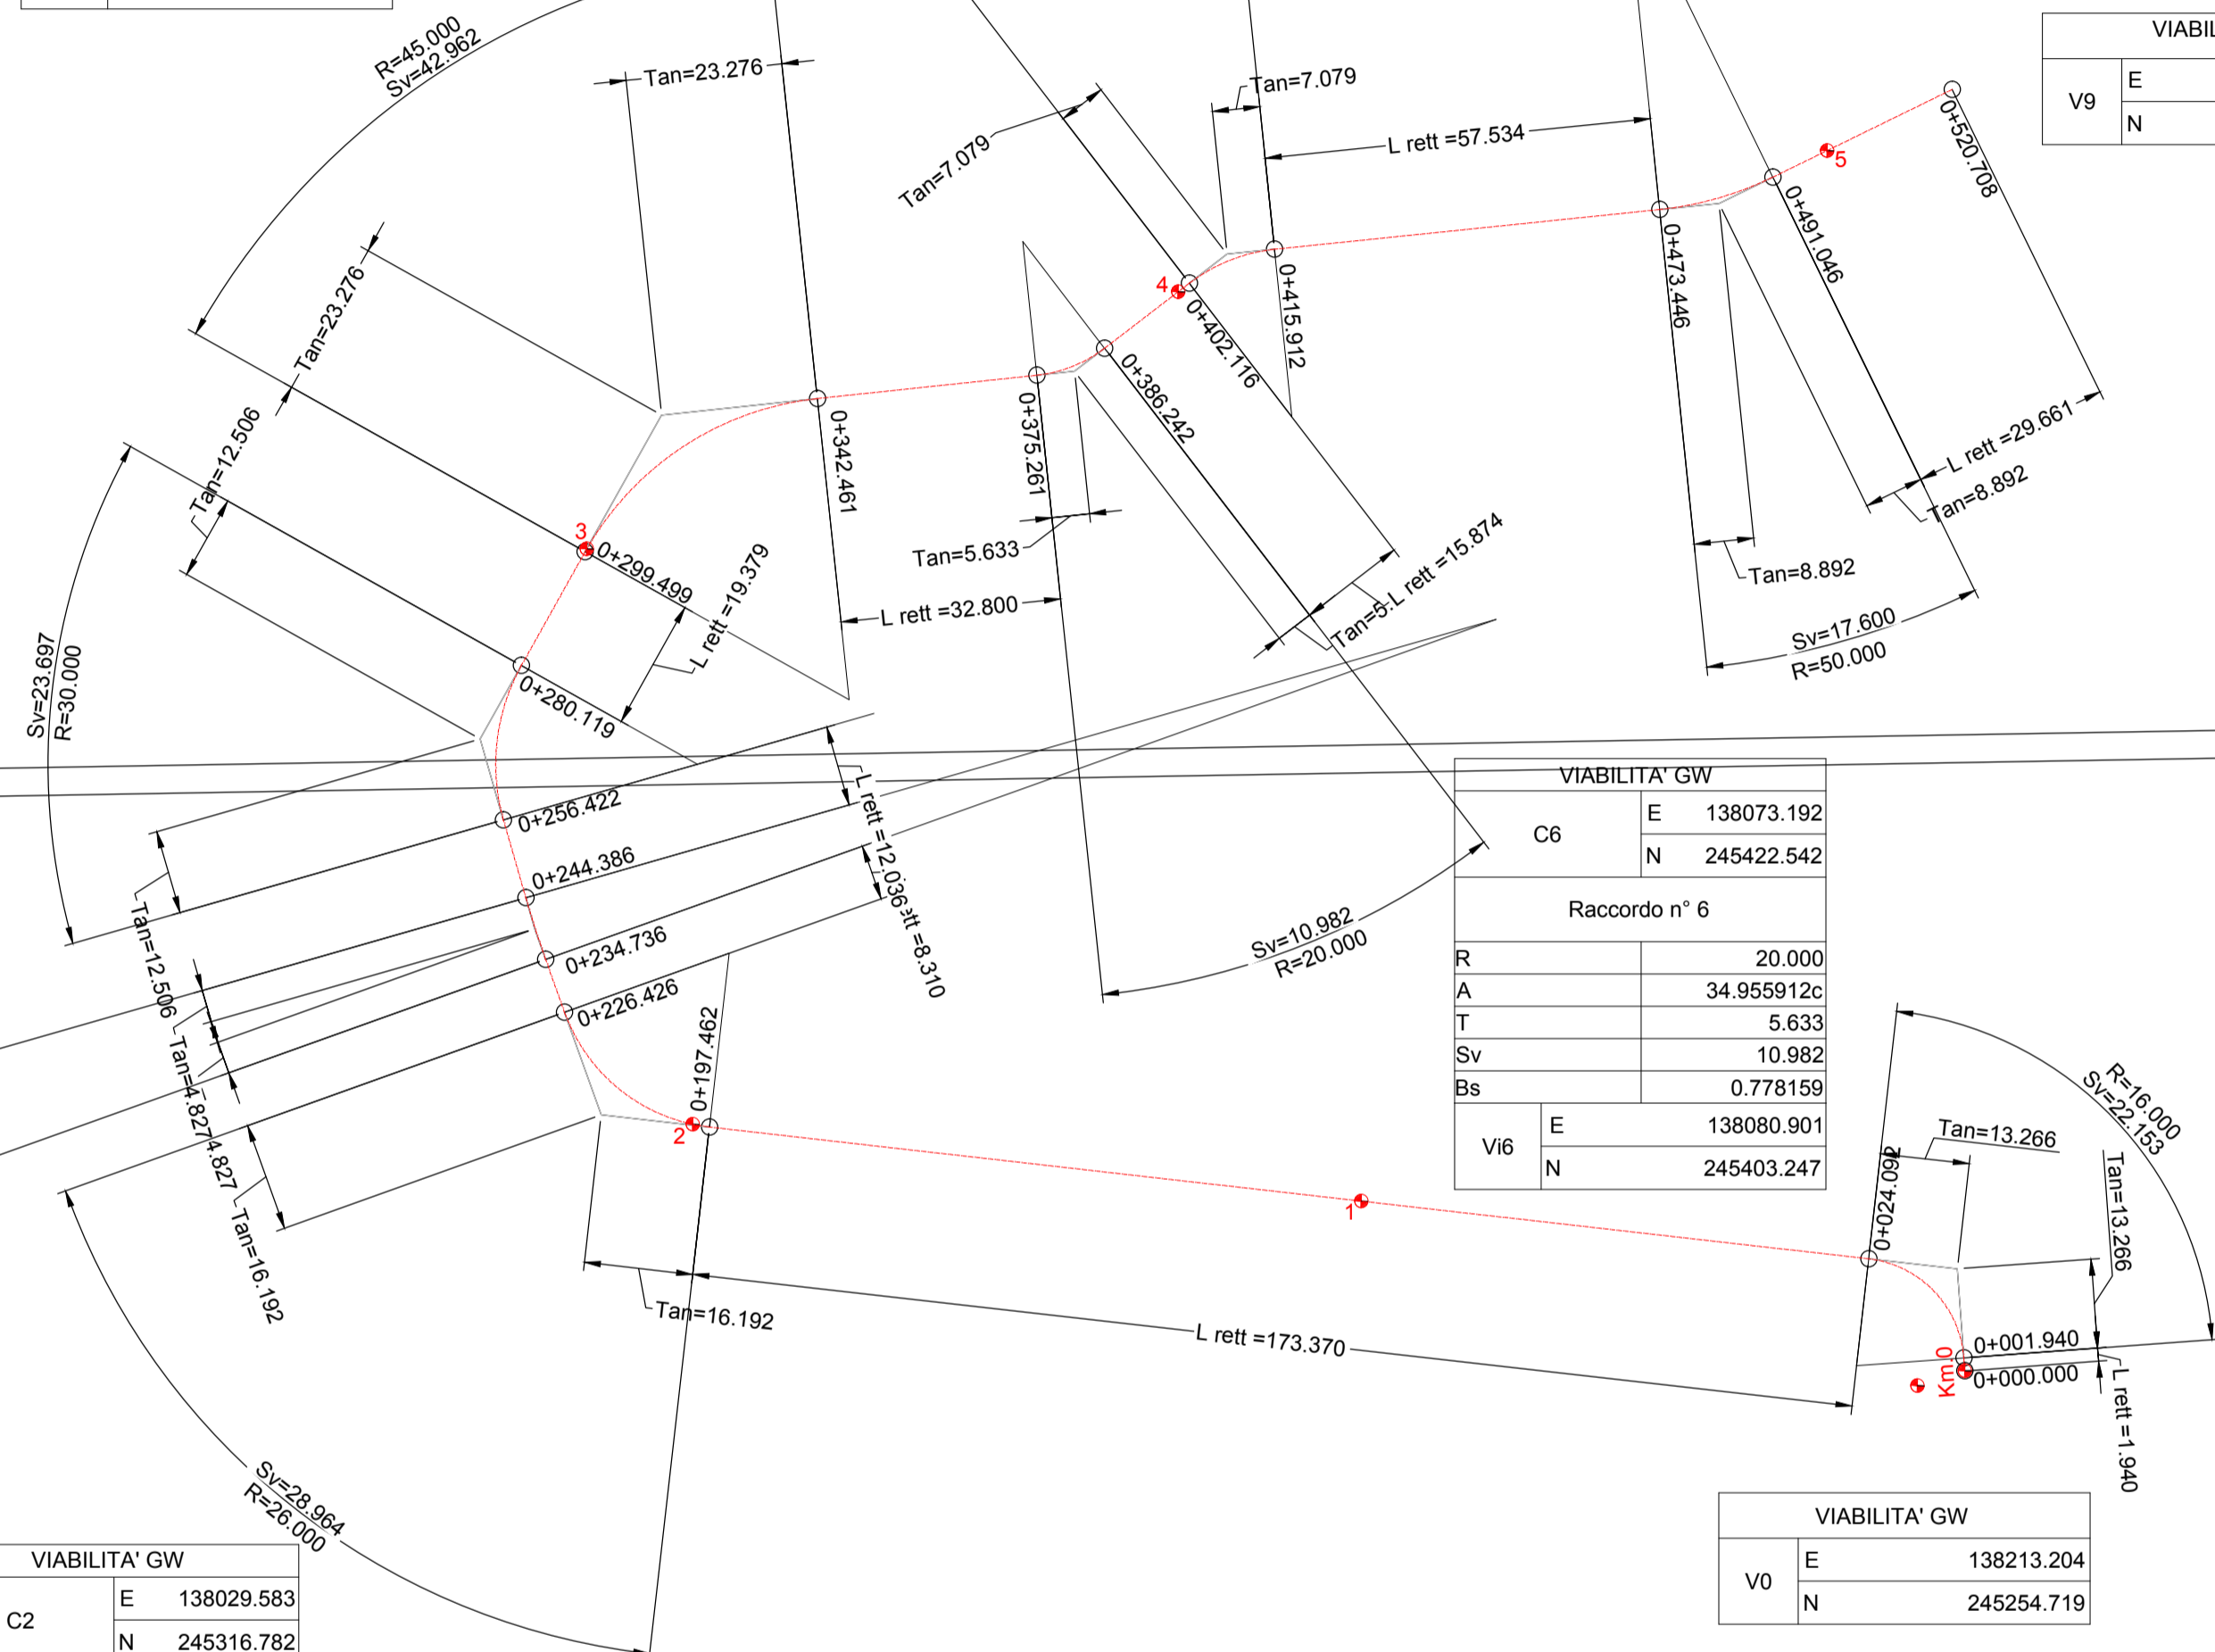 R=45.000
Sv=42.962
Tan=23.276
Tan=7.079
Tan=7.079
L rett =57.534
5
0+520.708
VIABIL
V9
E
N
0+491.046
0+473.446
4
0+415.912
0+402.116
0+386.242
0+375.261
0+342.461
Tan=23.276
Tan=12.506
3
0+299.499
L rett =19.379
0+280.119
Tan=5.633
L rett =32.800
Tan=5.
L rett =15.874
L rett =29.661
Tan=8.892
Tan=8.892
Sv=17.600
R=50.000
Sv=23.697
R=30.000
0+256.422
L rett =12.036
ett =8.310
0+244.386
0+234.736
0+226.426
0+197.462
Tan=12.506
Tan=4.827
4.827
Tan=16.192
2
Tan=16.192
Sv=10.982
R=20.000
VIABILITA' GW
C6
E 138073.192
N 245422.542
Raccordo n° 6
R 20.000
A 34.955912c
T 5.633
Sv 10.982
Bs 0.778159
Vi6
E 138080.901
N 245403.247
1
L rett =173.370
0+024.092
Tan=13.266
Tan=13.266
R=16.000
Sv=22.153
0+001.940
0+000.000
Km.0
L rett =1.940
Sv=28.964
R=26.000
VIABILITA' GW
C2
E 138029.583
N 245316.782
VIABILITA' GW
V0
E 138213.204
N 245254.719